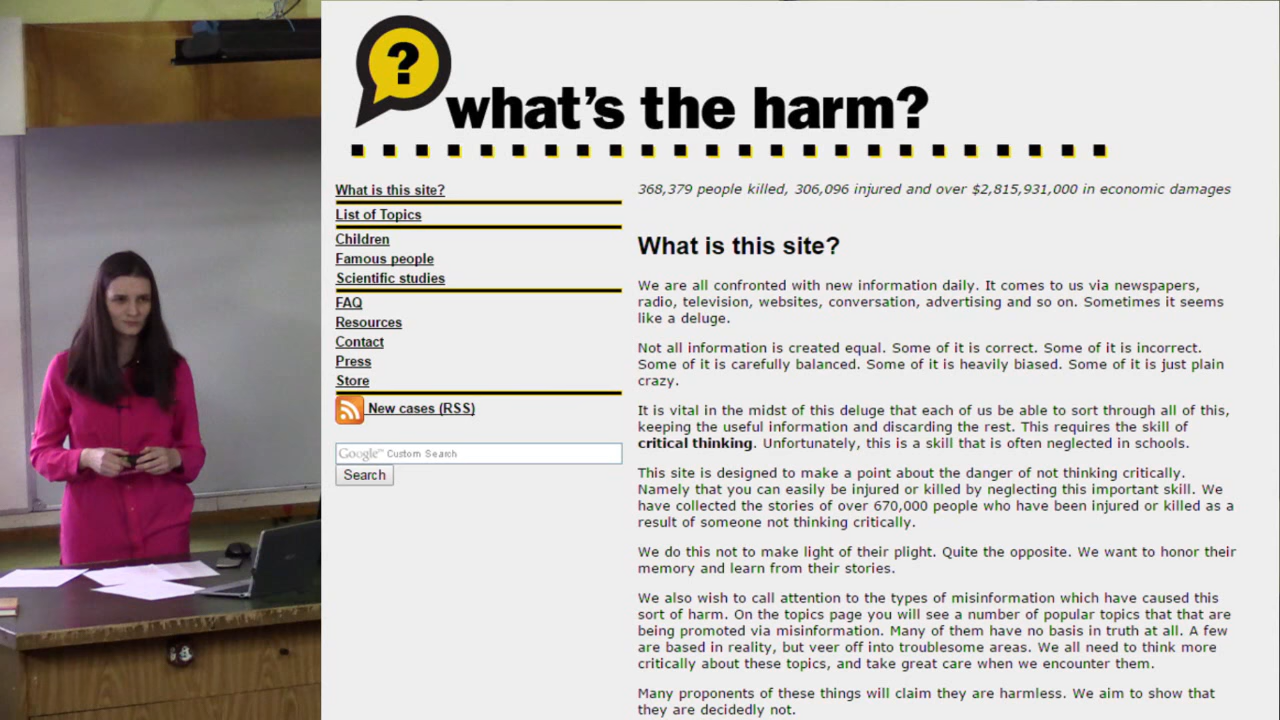 ?
what's the harm?
What is this site?
List of Topics
Children
Famous people
Scientific studies
FAQ
Resources
Contact
Press
Store
New cases (RSS)
Google™ Custom Search
Search
368,379 people killed, 306,096 injured and over $2,815,931,000 in economic damages
What is this site?
We are all confronted with new information daily. It comes to us via newspapers,
radio, television, websites, conversation, advertising and so on. Sometimes it seems
like a deluge.
Not all information is created equal. Some of it is correct. Some of it is incorrect.
Some of it is carefully balanced. Some of it is heavily biased. Some of it is just plain
crazy.
It is vital in the midst of this deluge that each of us be able to sort through all of this,
keeping the useful information and discarding the rest. This requires the skill of
critical thinking. Unfortunately, this is a skill that is often neglected in schools.
This site is designed to make a point about the danger of not thinking critically.
Namely that you can easily be injured or killed by neglecting this important skill. We
have collected the stories of over 670,000 people who have been injured or killed as a
result of someone not thinking critically.
We do this not to make light of their plight. Quite the opposite. We want to honor their
memory and learn from their stories.
We also wish to call attention to the types of misinformation which have caused this
sort of harm. On the topics page you will see a number of popular topics that that are
being promoted via misinformation. Many of them have no basis in truth at all. A few
are based in reality, but veer off into troublesome areas. We all need to think more
critically about these topics, and take great care when we encounter them.
Many proponents of these things will claim they are harmless. We aim to show that
they are decidedly not.